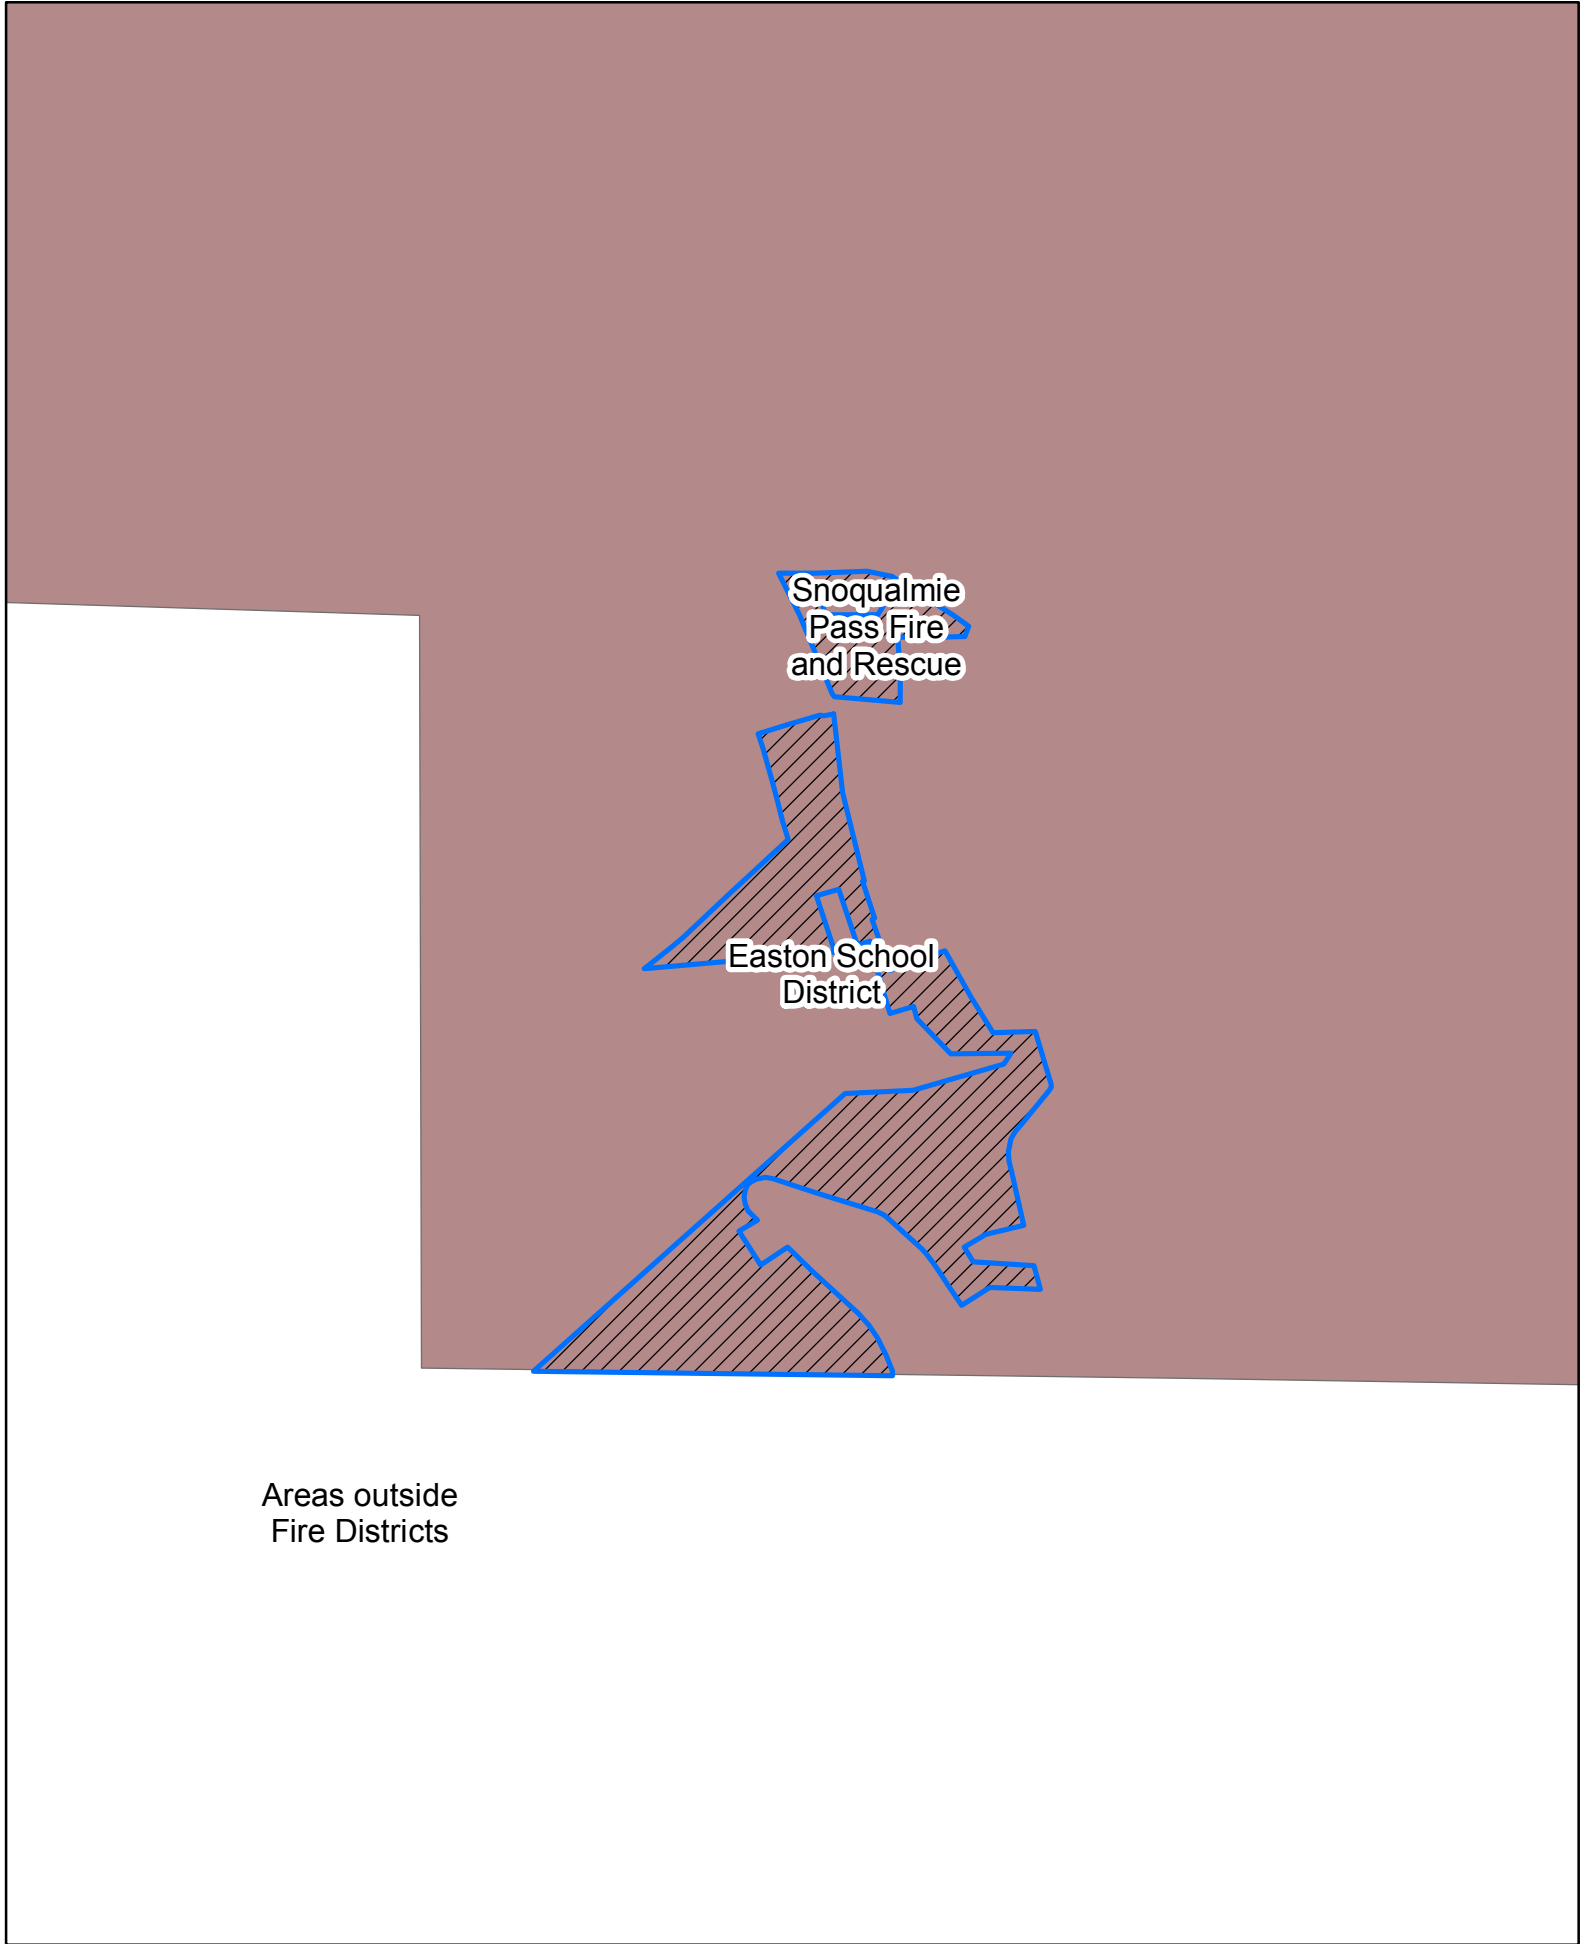 Snoqualmie
Pass Fire
and Rescue
Easton School
District
Areas outside
Fire Districts